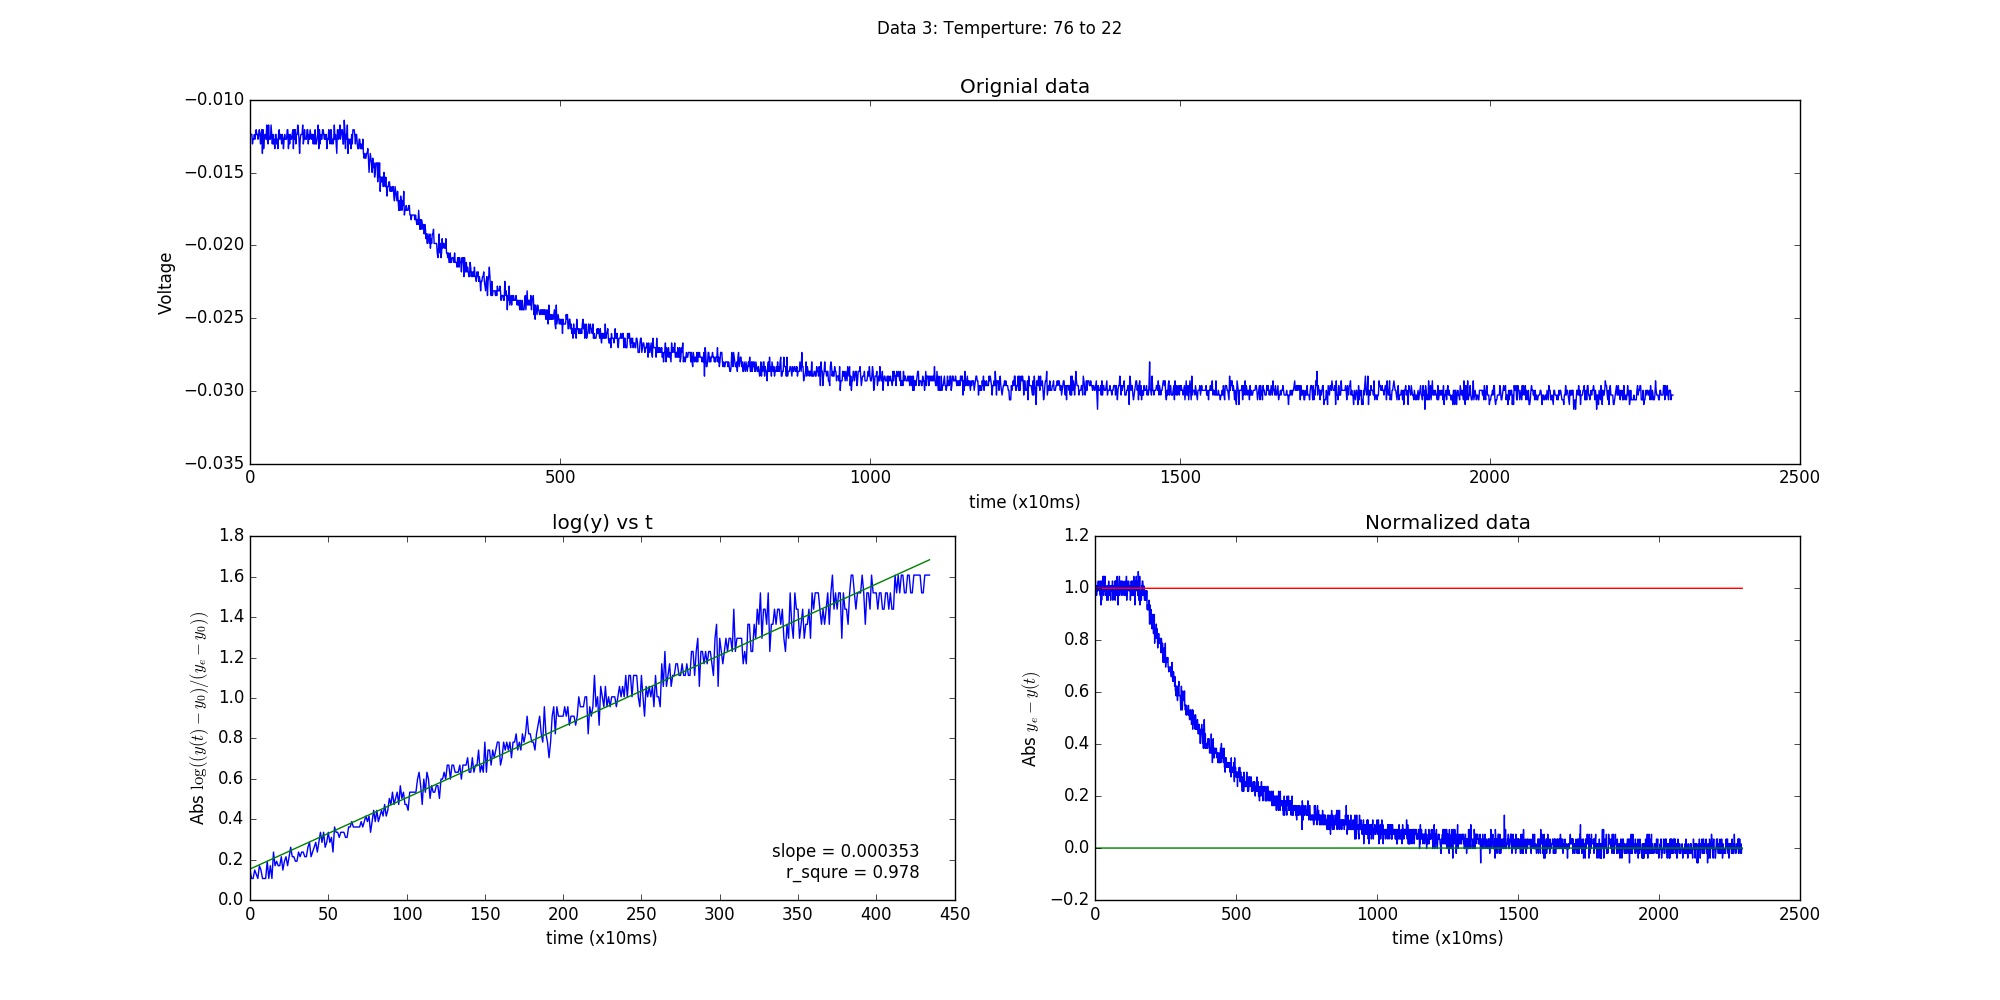 Data 3: Temperture: 76 to 22
Orignial data
−0.010
−0.015
−0.020
−0.025
−0.030
−0.035
Voltage
0 500 1000 1500 2000 2500
time (x10ms)
log(y) vs t
1.8
1.6
1.4
1.2
1.0
0.8
0.6
0.4
0.2
0.0
Abs log((y(t) − y₀)/(yₑ − y₀))
slope = 0.000353
r_squre = 0.978
0 50 100 150 200 250 300 350 400 450
time (x10ms)
Normalized data
1.2
1.0
0.8
0.6
0.4
0.2
0.0
−0.2
Abs yₑ − y(t)
0 500 1000 1500 2000 2500
time (x10ms)